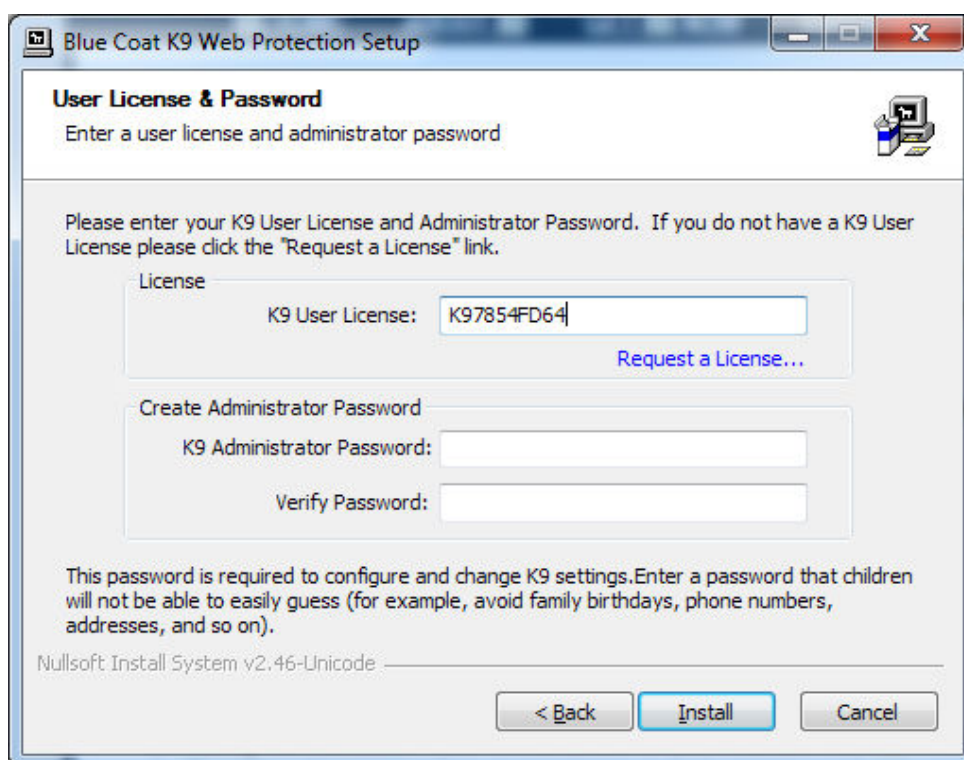 Blue Coat K9 Web Protection Setup
User License & Password
Enter a user license and administrator password
Please enter your K9 User License and Administrator Password.  If you do not have a K9 User
License please click the "Request a License" link.
License
K9 User License: K97854FD64
Request a License...
Create Administrator Password
K9 Administrator Password:
Verify Password:
This password is required to configure and change K9 settings.Enter a password that children
will not be able to easily guess (for example, avoid family birthdays, phone numbers,
addresses, and so on).
Nullsoft Install System v2.46-Unicode
< Back Install Cancel